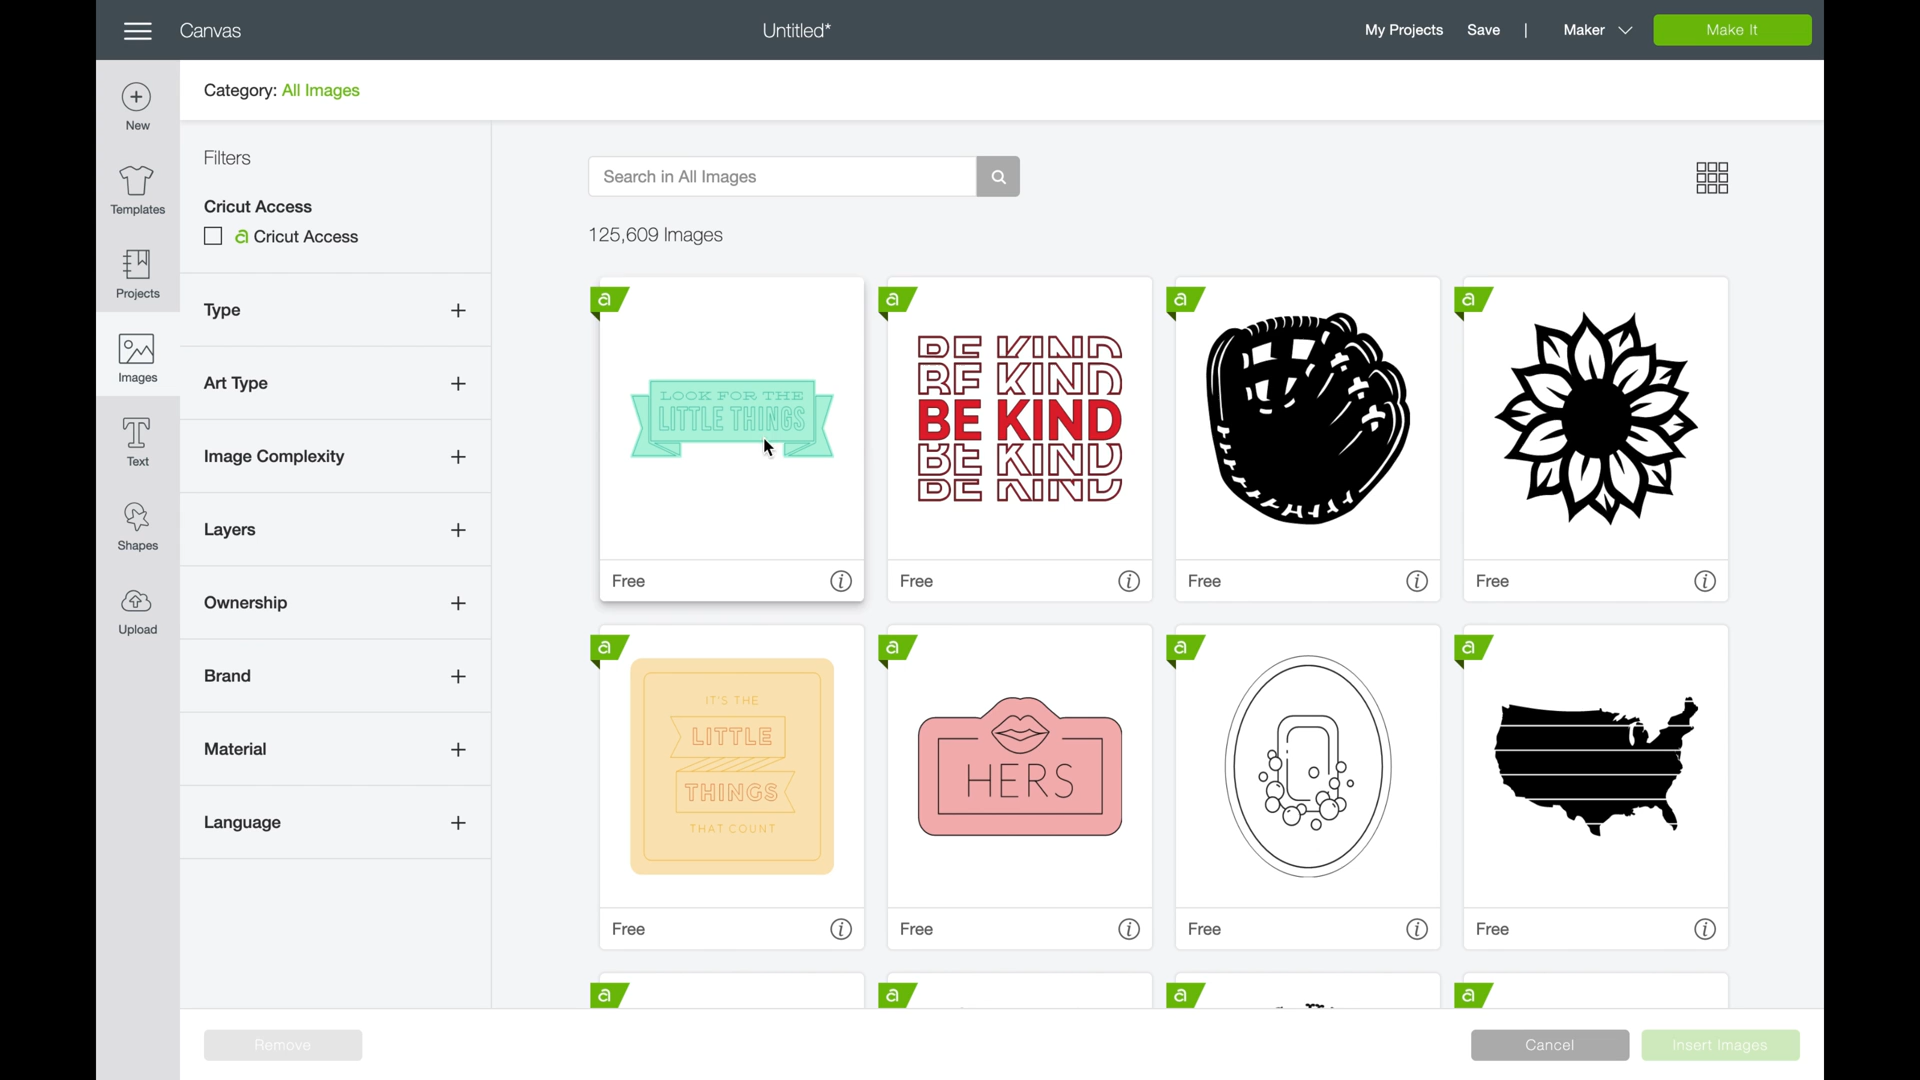 Canvas
Untitled*
My Projects
Save
|
Maker
Make It
New
Templates
Projects
Images
Text
Shapes
Upload
Category: All Images
Filters
Cricut Access
a Cricut Access
Type +
Art Type +
Image Complexity +
Layers +
Ownership +
Brand +
Material +
Language +
Search in All Images
125,609 Images
a
LOOK FOR THE
LITTLE THINGS
Free
a
BE KIND
BE KIND
BE KIND
BE KIND
BE KIND
Free
a
Free
a
Free
a
IT'S THE
LITTLE
THINGS
THAT COUNT
Free
a
HERS
Free
a
Free
a
Free
a
a
a
a
Remove
Cancel
Insert Images